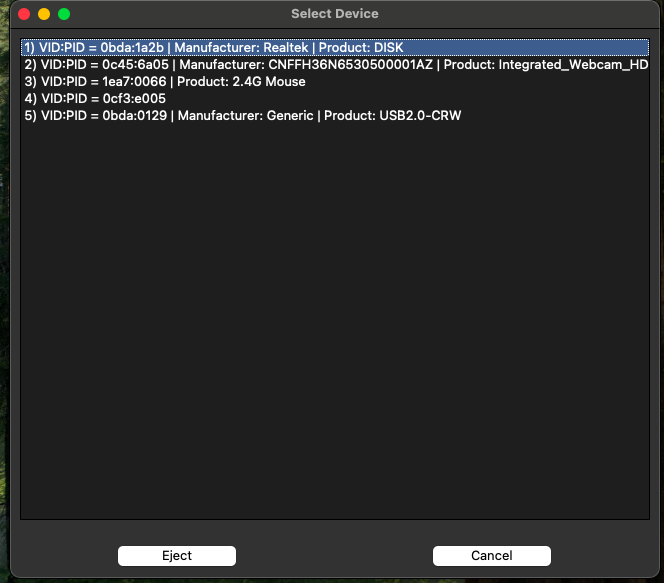 Select Device
1) VID:PID = 0bda:1a2b | Manufacturer: Realtek | Product: DISK
2) VID:PID = 0c45:6a05 | Manufacturer: CNFFH36N6530500001AZ | Product: Integrated_Webcam_HD
3) VID:PID = 1ea7:0066 | Product: 2.4G Mouse
4) VID:PID = 0cf3:e005
5) VID:PID = 0bda:0129 | Manufacturer: Generic | Product: USB2.0-CRW
Eject
Cancel